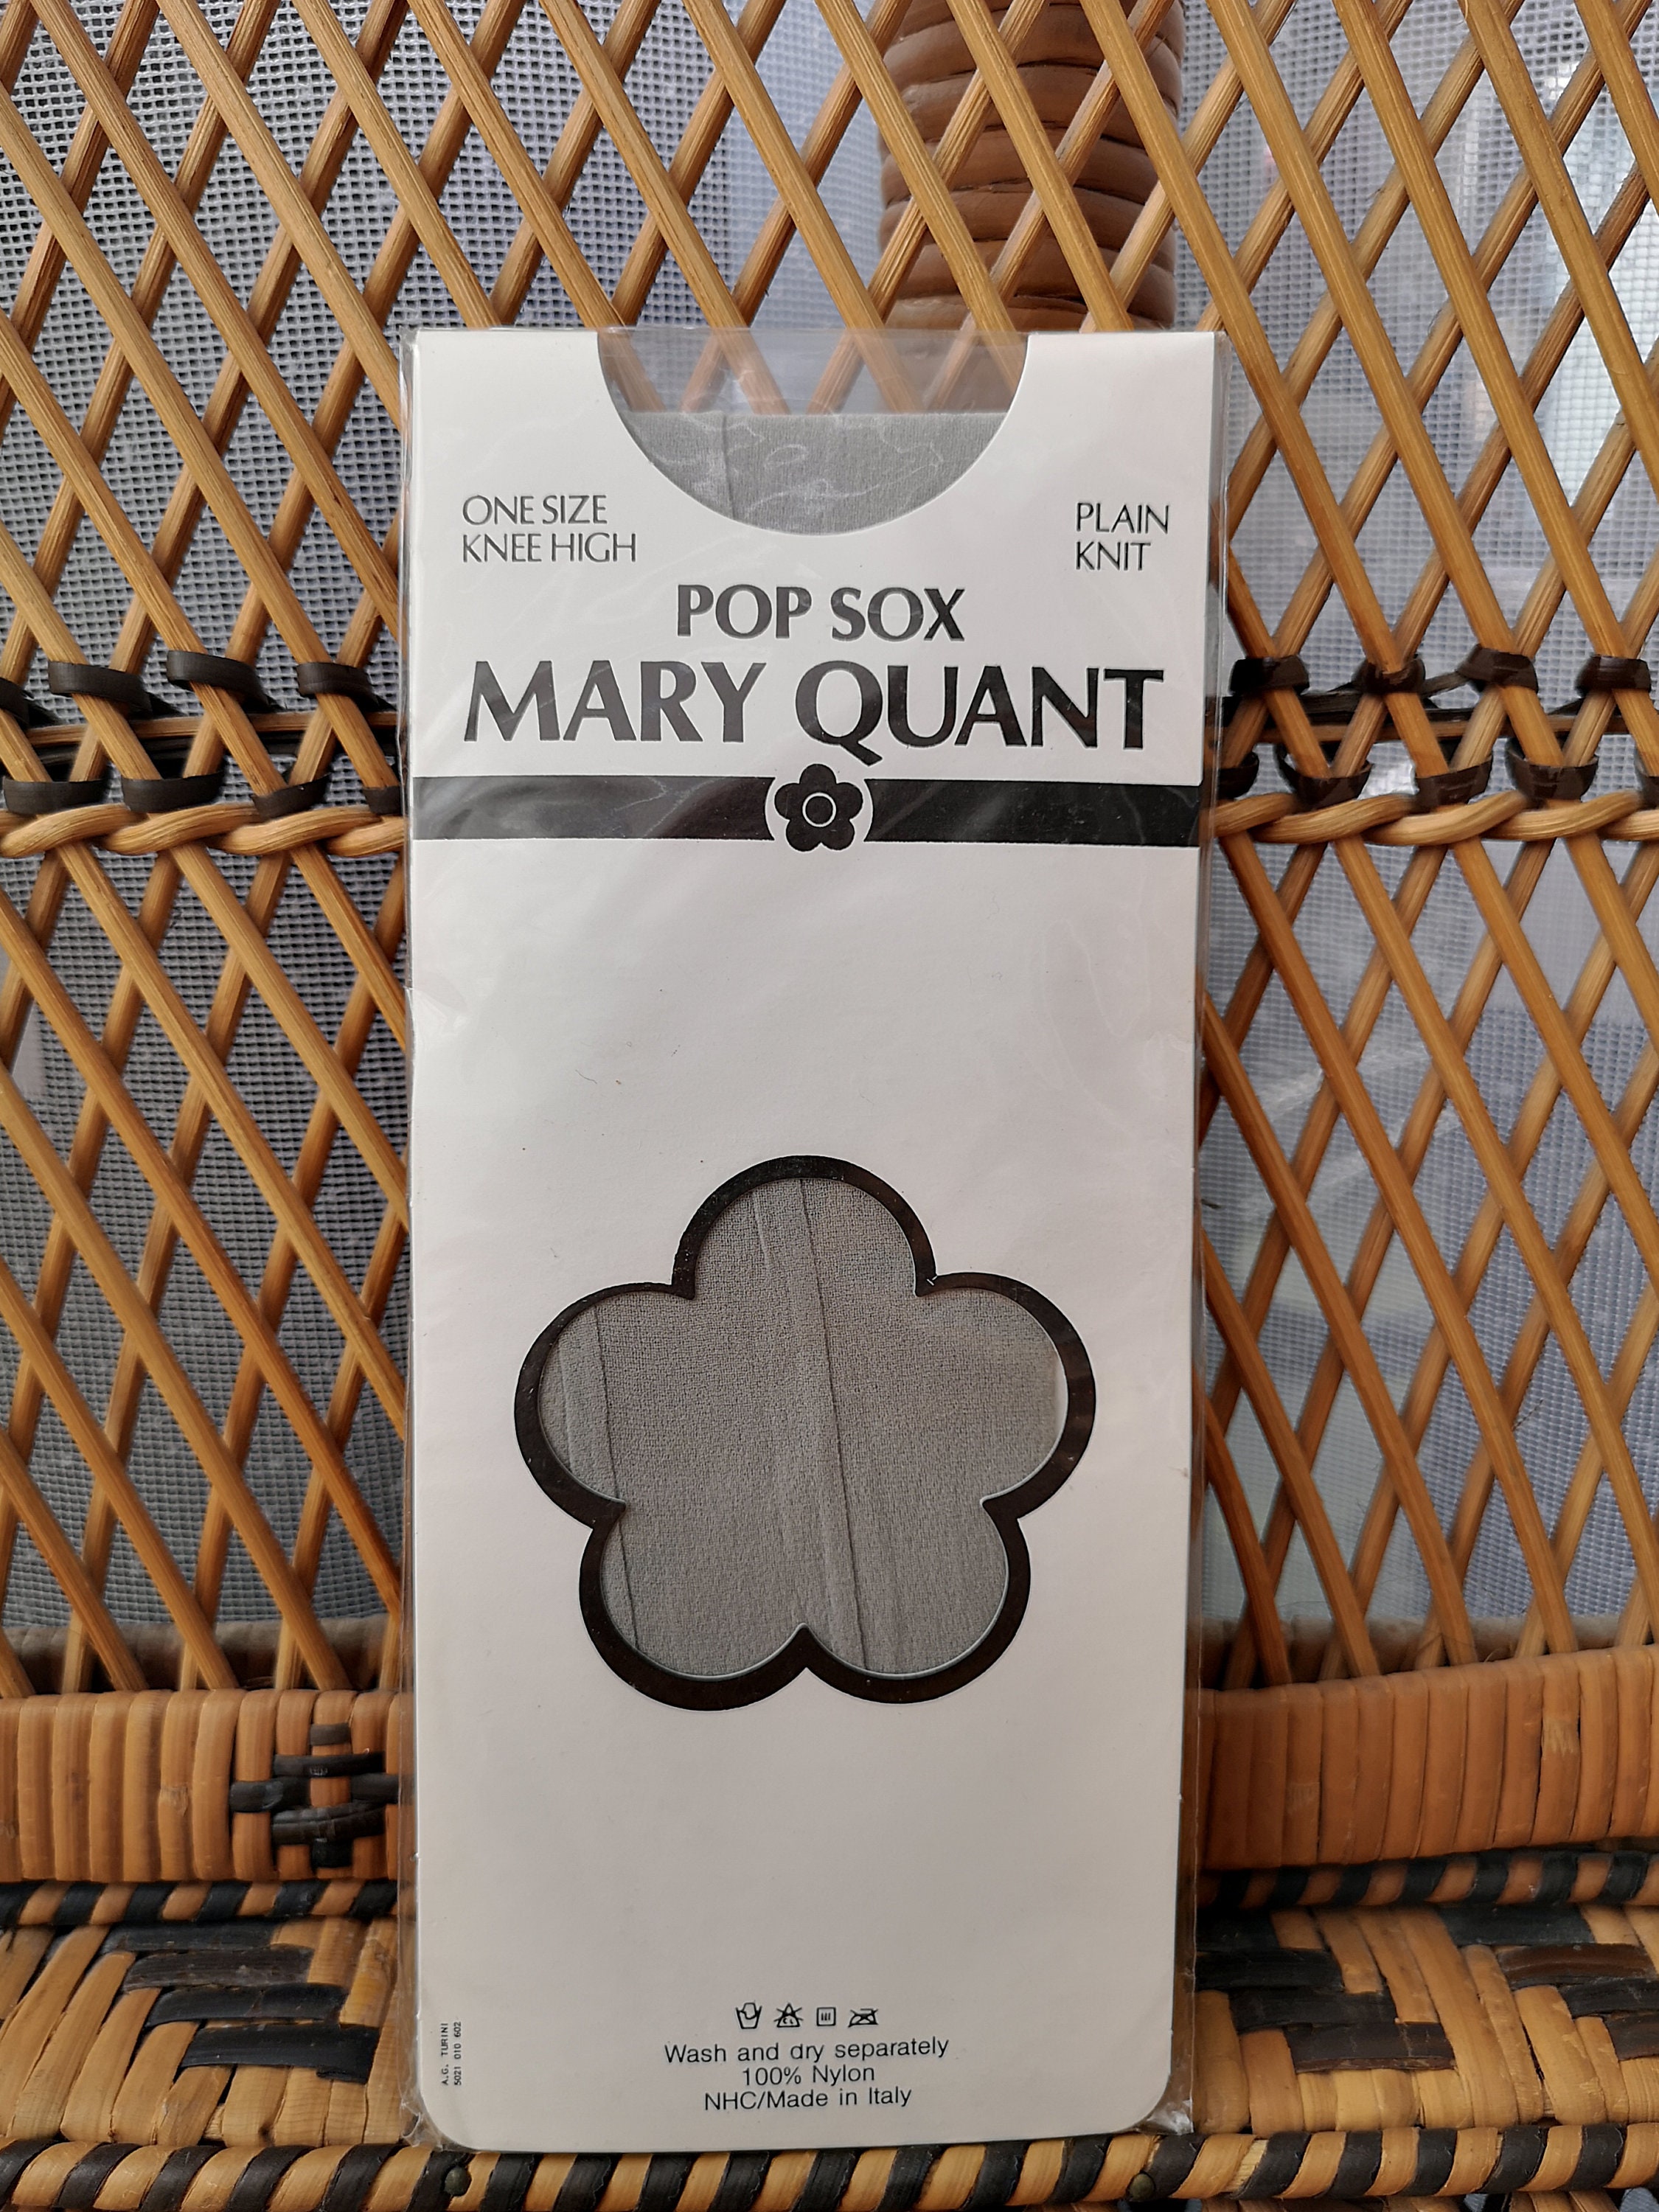 ONE SIZE
KNEE HIGH
PLAIN
KNIT
POP SOX
MARY QUANT
Wash and dry separately
100% Nylon
NHC/Made in Italy
A.G. TURINI
5021 010 602